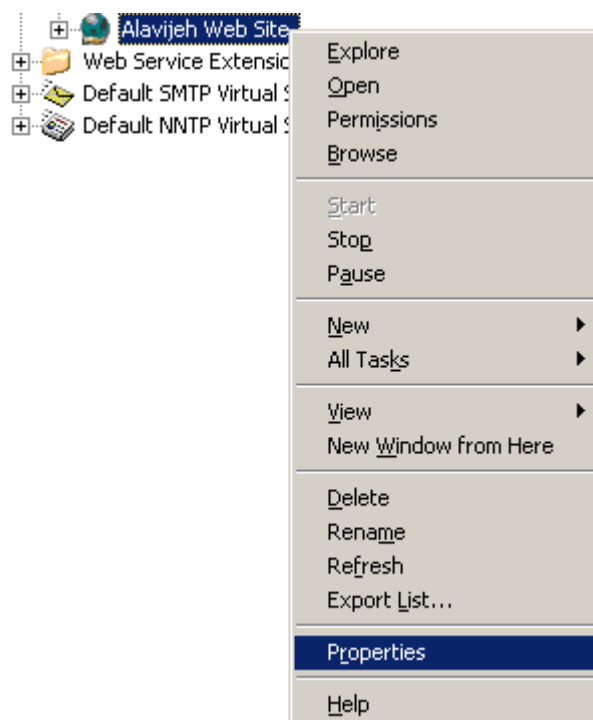 Alavijeh Web Site
Web Service Extensic
Default SMTP Virtual S
Default NNTP Virtual S
Explore
Open
Permissions
Browse
Start
Stop
Pause
New
All Tasks
View
New Window from Here
Delete
Rename
Refresh
Export List...
Properties
Help